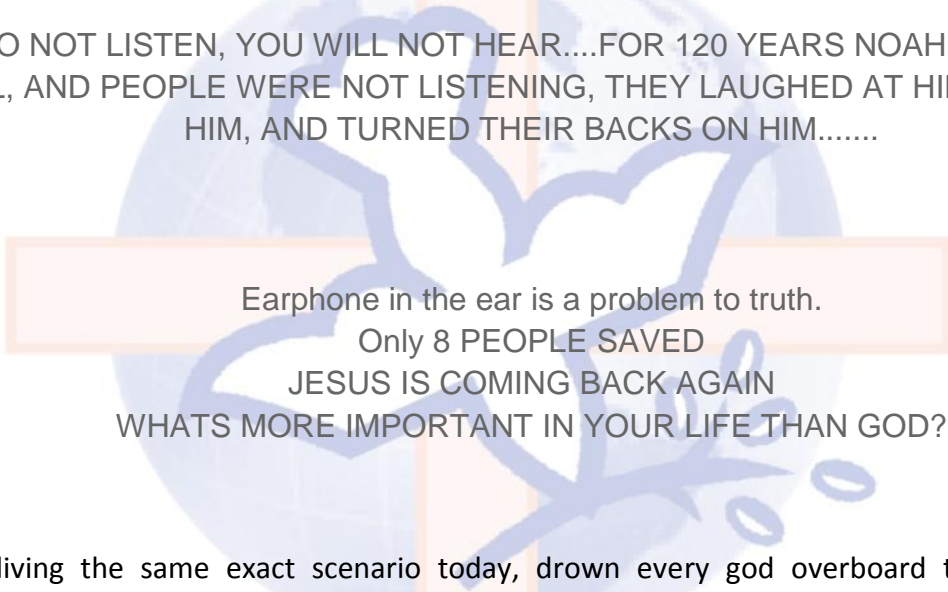 O NOT LISTEN, YOU WILL NOT HEAR....FOR 120 YEARS NOAH
, AND PEOPLE WERE NOT LISTENING, THEY LAUGHED AT
HIM, AND TURNED THEIR BACKS ON HIM.......
Earphone in the ear is a problem to truth.
Only 8 PEOPLE SAVED
JESUS IS COMING BACK AGAIN
WHATS MORE IMPORTANT IN YOUR LIFE THAN GOD?
living the same exact scenario today, drown every god overboard